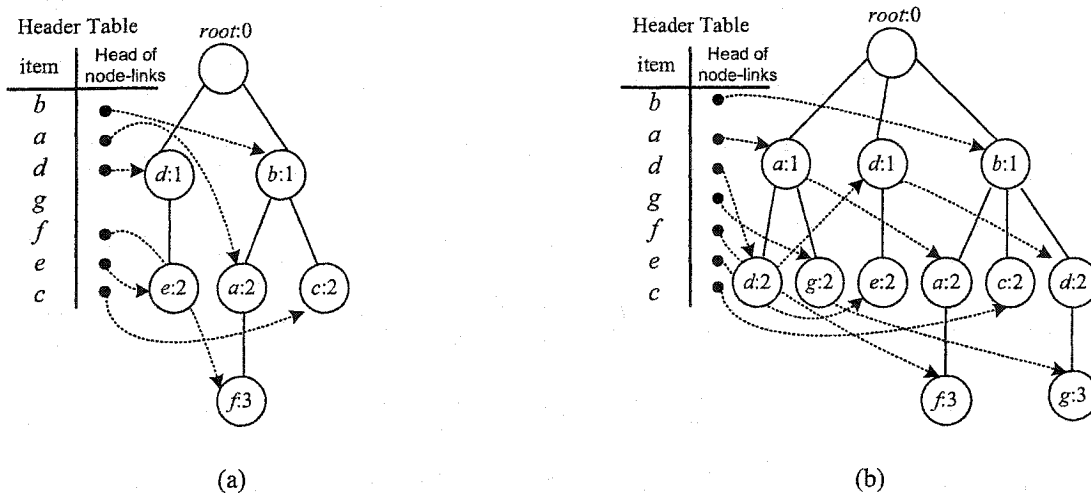 Header Table
root:0
item
Head of node-links
b
a
d
g
f
e
c
d:1
b:1
e:2
a:2
c:2
f:3
(a)
Header Table
root:0
item
Head of node-links
b
a
d
g
f
e
c
a:1
d:1
b:1
d:2
g:2
e:2
a:2
c:2
d:2
f:3
g:3
(b)